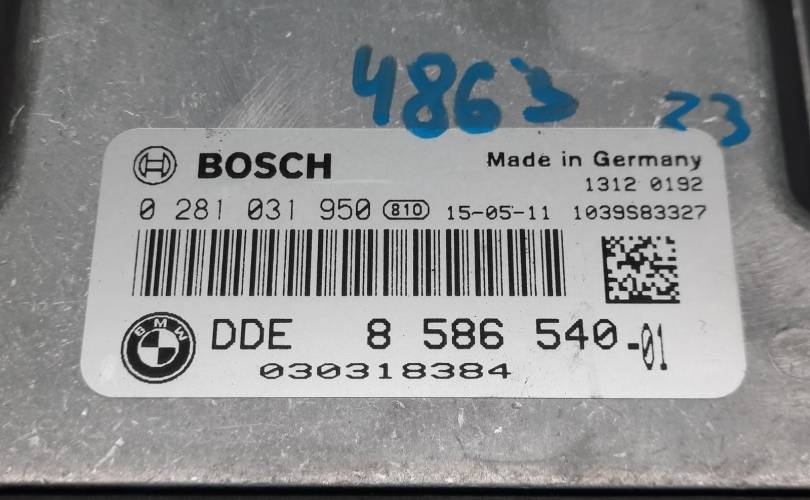 4863 23
BOSCH Made in Germany
1312 0192
0 281 031 950 810 15-05-11 1039S83327
BMW DDE 8 586 540-01
030318384